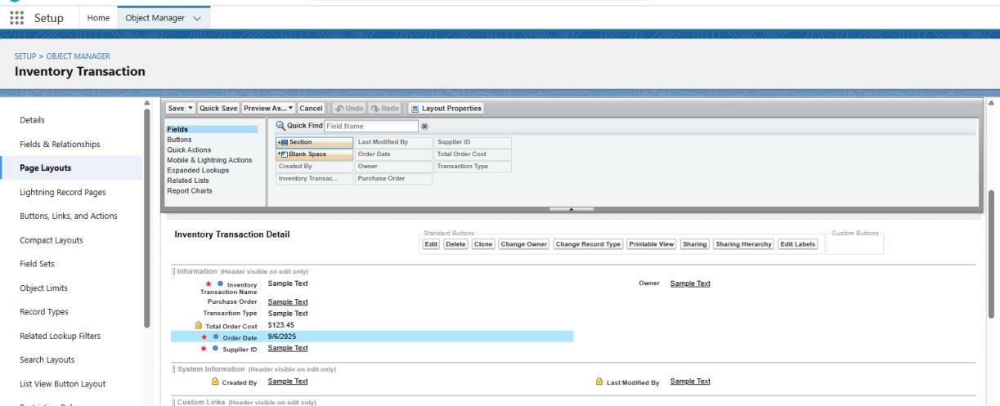 Setup Home Object Manager
SETUP > OBJECT MANAGER
Inventory Transaction
Details
Fields & Relationships
Page Layouts
Lightning Record Pages
Buttons, Links, and Actions
Compact Layouts
Field Sets
Object Limits
Record Types
Related Lookup Filters
Search Layouts
List View Button Layout
Save Quick Save Preview As... Cancel Undo Redo Layout Properties
Fields
Buttons
Quick Actions
Mobile & Lightning Actions
Expanded Lookups
Related Lists
Report Charts
Quick Find Field Name
Section Last Modified By Supplier ID
Blank Space Order Date Total Order Cost
Created By Owner Transaction Type
Inventory Transac... Purchase Order
Inventory Transaction Detail
Standard Buttons
Edit Delete Clone Change Owner Change Record Type Printable View Sharing Sharing Hierarchy Edit Labels
Custom Buttons
Information (Header visible on edit only)
* Inventory Transaction Name Sample Text Owner Sample Text
Purchase Order Sample Text
Transaction Type Sample Text
Total Order Cost $123.45
* Order Date 9/6/2025
* Supplier ID Sample Text
System Information (Header visible on edit only)
Created By Sample Text Last Modified By Sample Text
Custom Links (Header visible on edit only)